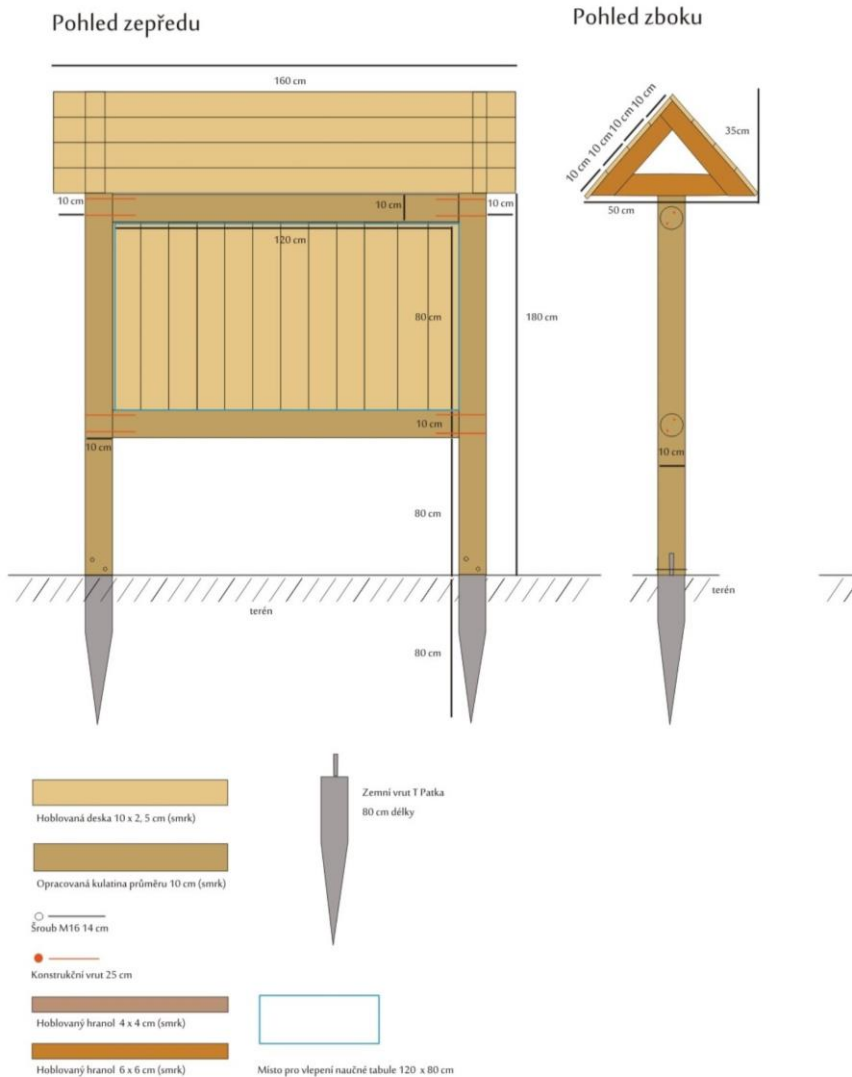 Pohled zepředu
Pohled zboku
160 cm
10 cm 10 cm 10 cm 10 cm
35cm
10 cm
10 cm
10 cm
50 cm
120 cm
80 cm
180 cm
10 cm
10 cm
10 cm
80 cm
terén
terén
80 cm
Zemní vrut T Patka
80 cm délky
Hoblovaná deska 10 x 2, 5 cm (smrk)
Opracovaná kulatina průměru 10 cm (smrk)
Šroub M16 14 cm
Konstrukční vrut 25 cm
Hoblovaný hranol 4 x 4 cm (smrk)
Hoblovaný hranol 6 x 6 cm (smrk)
Místo pro vlepení naučné tabule 120 x 80 cm